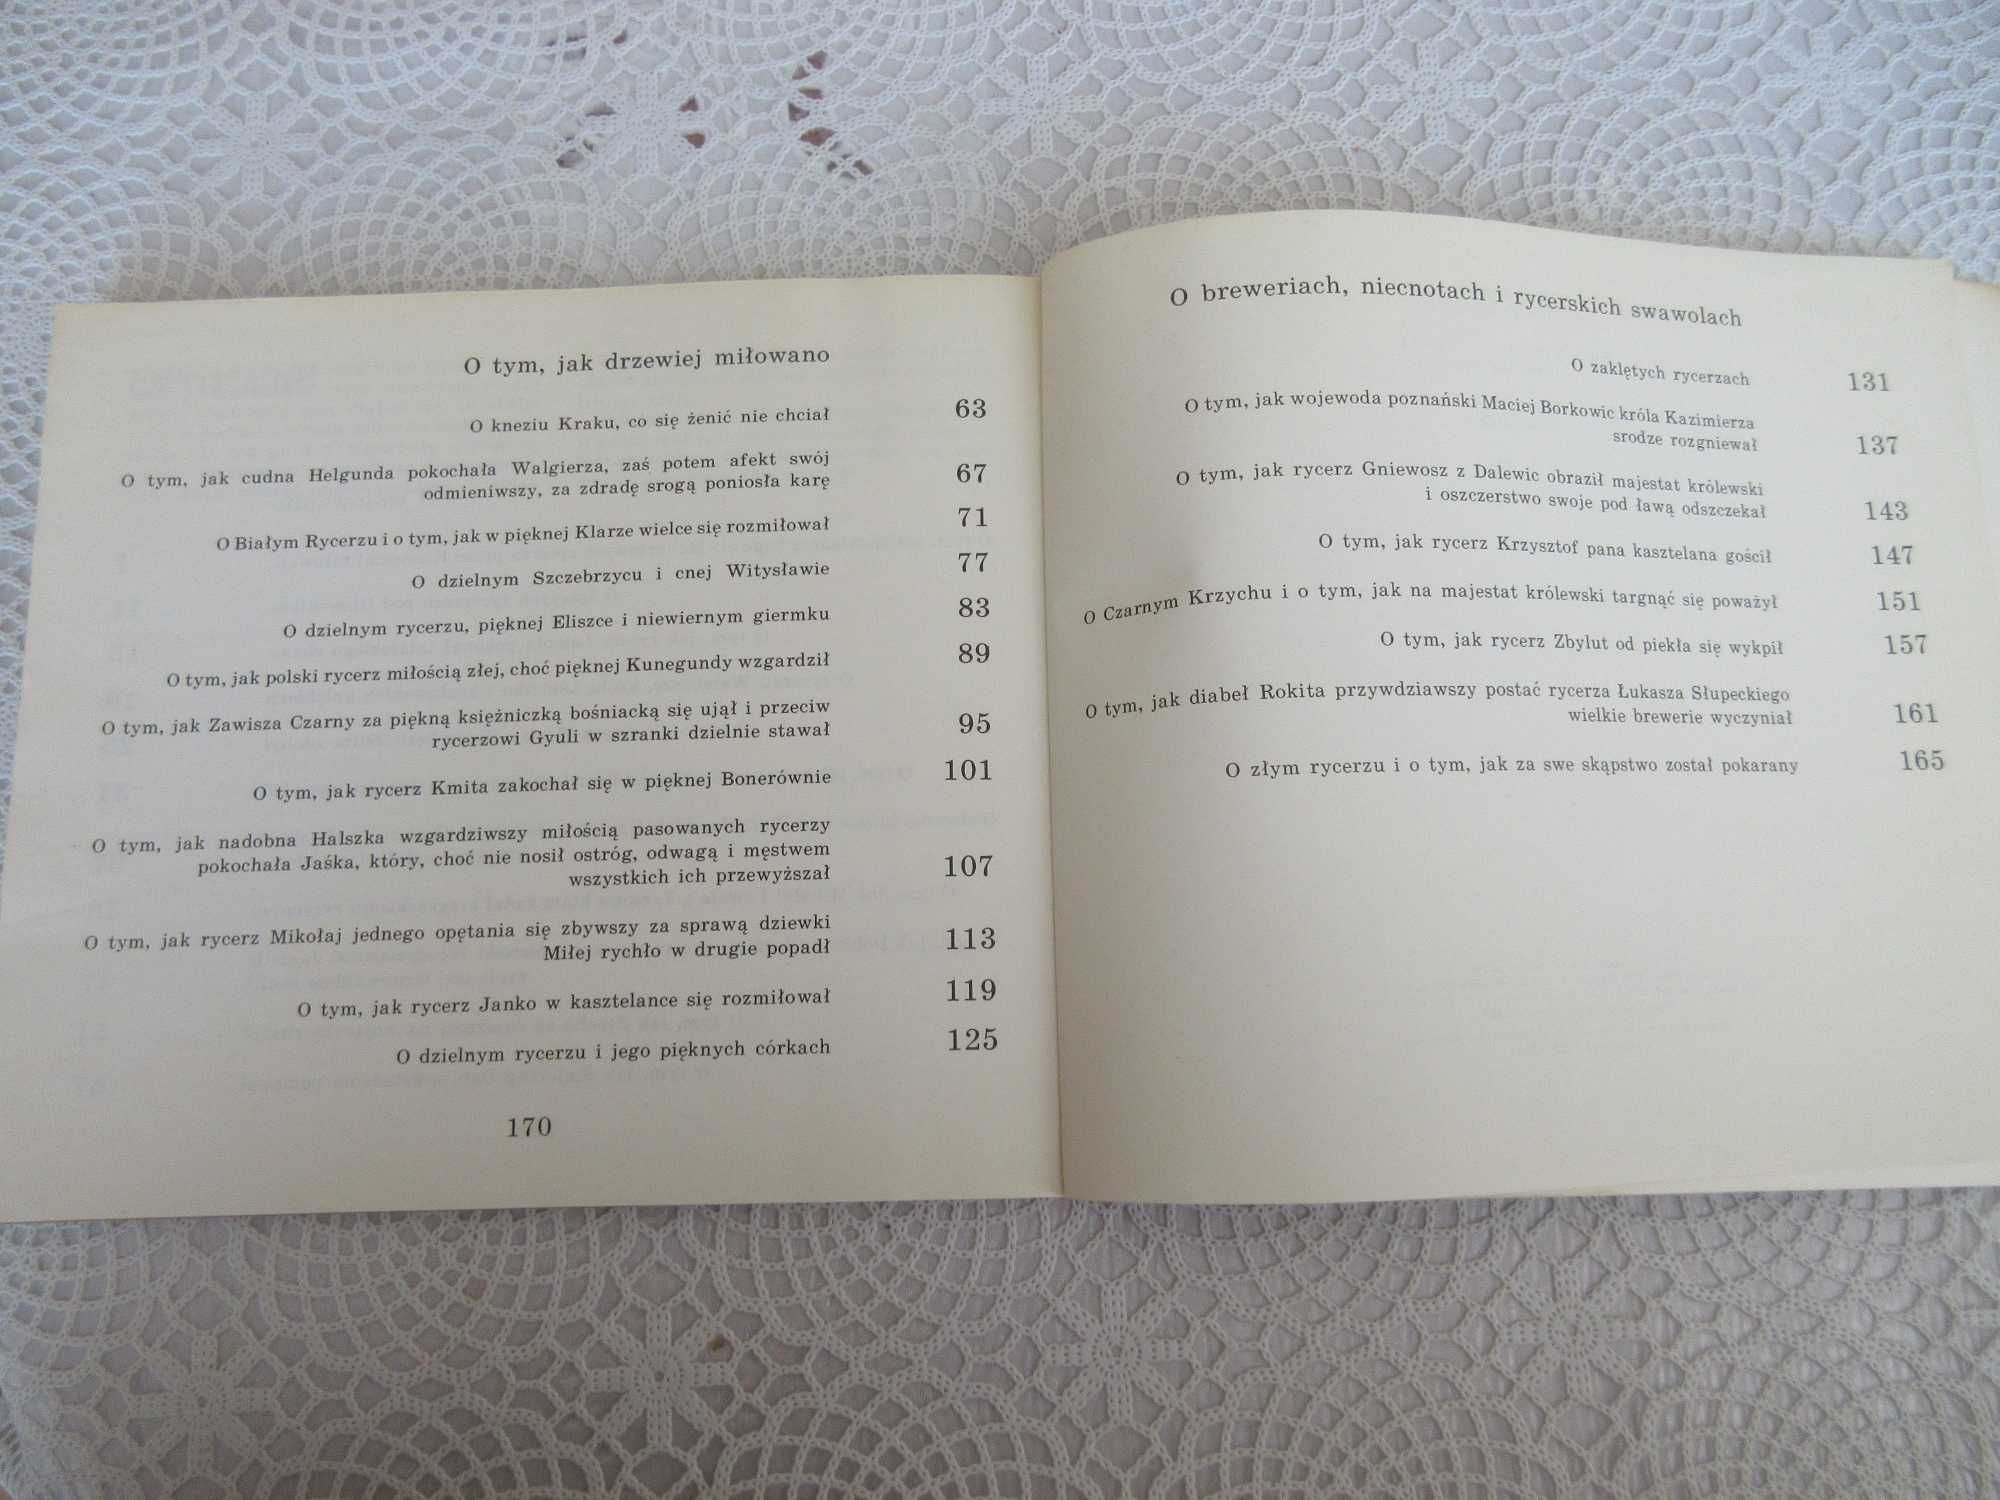 O tym, jak drzewiej miłowano
O kneziu Kraku, co się żenić nie chciał 63
O tym, jak cudna Helgunda pokochała Walgierza, zaś potem afekt swój
odmieniwszy, za zdradę srogą poniosła karę 67
O Białym Rycerzu i o tym, jak w pięknej Klarze wielce się rozmiłował 71
O dzielnym Szczebrzycu i cnej Witysławie 77
O dzielnym rycerzu, pięknej Eliszce i niewiernym giermku 83
O tym, jak polski rycerz miłością złej, choć pięknej Kunegundy wzgardził 89
O tym, jak Zawisza Czarny za piękną księżniczką bośniacką się ujął i przeciw
rycerzowi Gyuli w szranki dzielnie stawał 95
O tym, jak rycerz Kmita zakochał się w pięknej Bonerównie 101
O tym, jak nadobna Halszka wzgardziwszy miłością pasowanych rycerzy
pokochała Jaśka, który, choć nie nosił ostróg, odwagą i męstwem
wszystkich ich przewyższał 107
O tym, jak rycerz Mikołaj jednego opętania się zbywszy za sprawą dziewki
Miłej rychło w drugie popadł 113
O tym, jak rycerz Janko w kasztelance się rozmiłował 119
O dzielnym rycerzu i jego pięknych córkach 125
170
O breweriach, niecnotach i rycerskich swawolach
O zaklętych rycerzach 131
O tym, jak wojewoda poznański Maciej Borkowic króla Kazimierza
srodze rozgniewał 137
O tym, jak rycerz Gniewosz z Dalewic obraził majestat królewski
i oszczerstwo swoje pod ławą odszczekał 143
O tym, jak rycerz Krzysztof pana kasztelana gościł 147
O Czarnym Krzychu i o tym, jak na majestat królewski targnąć się poważył 151
O tym, jak rycerz Zbylut od piekła się wykpił 157
O tym, jak diabeł Rokita przywdziawszy postać rycerza Łukasza Słupeckiego
wielkie brewerie wyczyniał 161
O złym rycerzu i o tym, jak za swe skąpstwo został pokarany 165